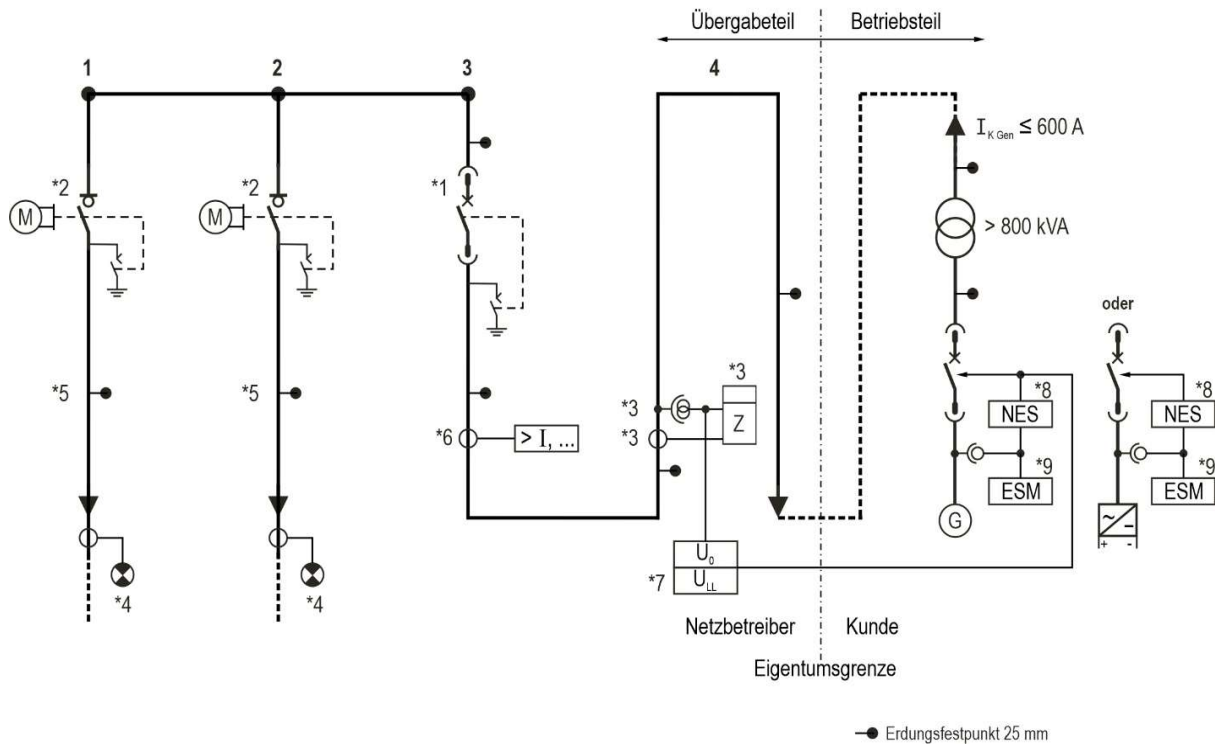 Übergabeteil Betriebsteil
1 2 3 4
I K Gen ≤ 600 A
*2 *2 *1
M M
> 800 kVA
oder
*5 *5
*3
*3 Z
*3
*6 > I, ...
*8 *8
NES NES
*9 *9
ESM ESM
G
~ –
+ -
U₀
*7 U_LL
*4 *4
Netzbetreiber Kunde
Eigentumsgrenze
Erdungsfestpunkt 25 mm